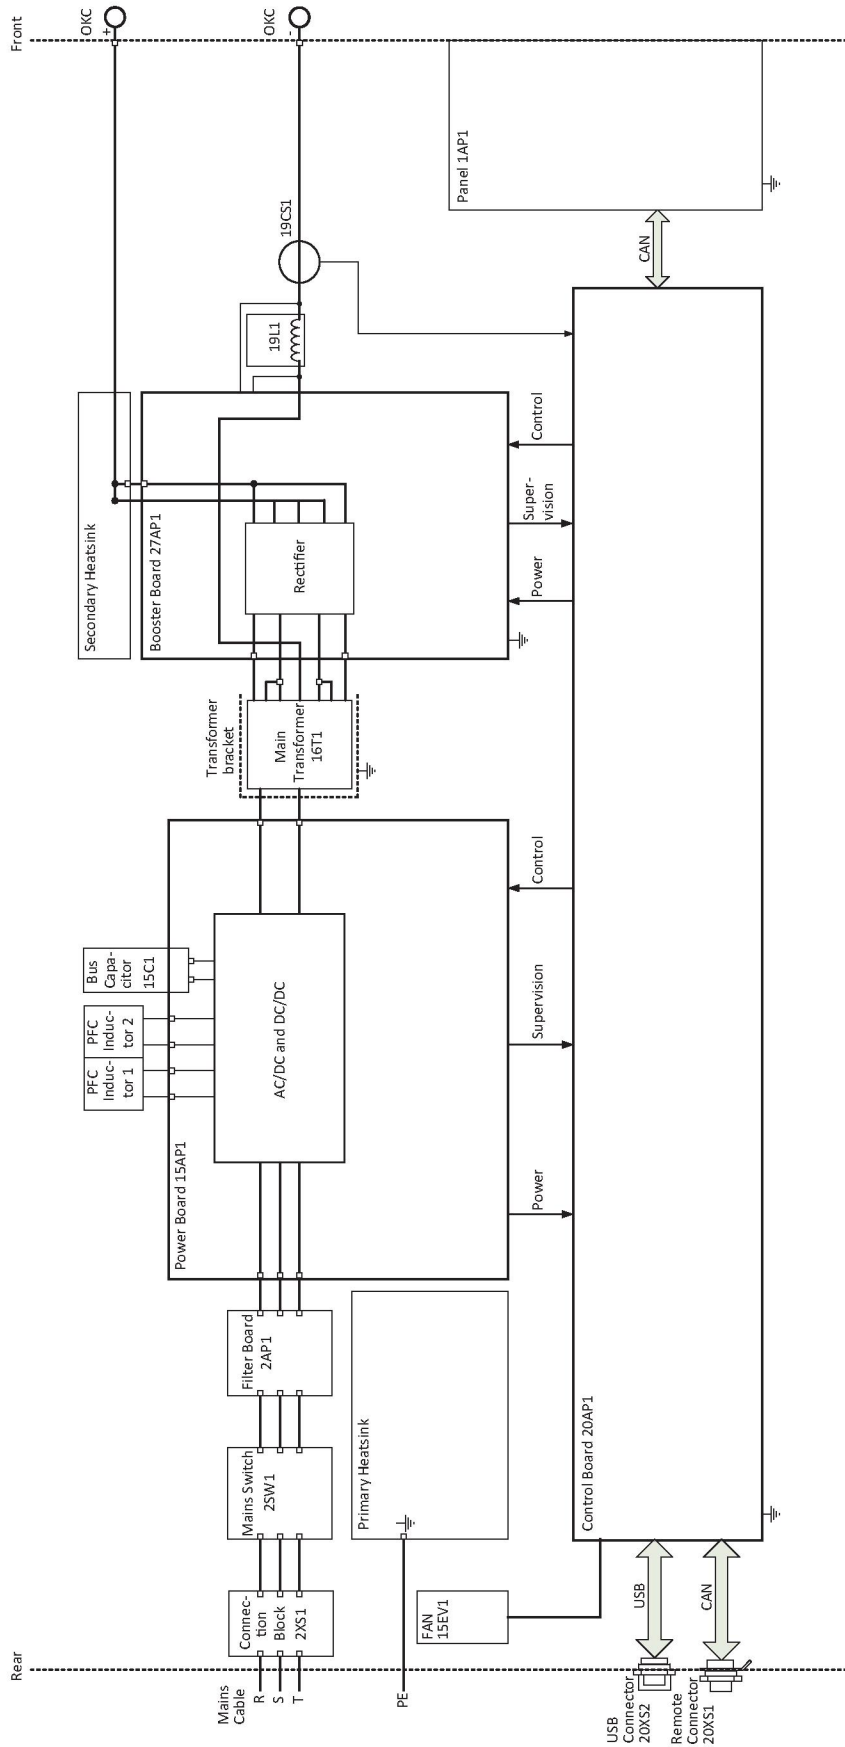 Rear
Front
Mains
Cable
R
S
T
PE
Connec-
tion
Block
2XS1
Mains Switch
2SW1
Filter Board
2AP1
Primary Heatsink
FAN
15EV1
Power Board 15AP1
PFC
Induc-
tor 1
PFC
Induc-
tor 2
Bus
Capa-
citor
15C1
AC/DC and DC/DC
Power
Supervision
Control
Transformer
bracket
Main
Transformer
16T1
Secondary Heatsink
Booster Board 27AP1
Rectifier
Power
Super-
vision
Control
19L1
19CS1
OKC
+
OKC
-
Panel 1AP1
CAN
Control Board 20AP1
USB
CAN
USB
Connector
20XS2
Remote
Connector
20XS1